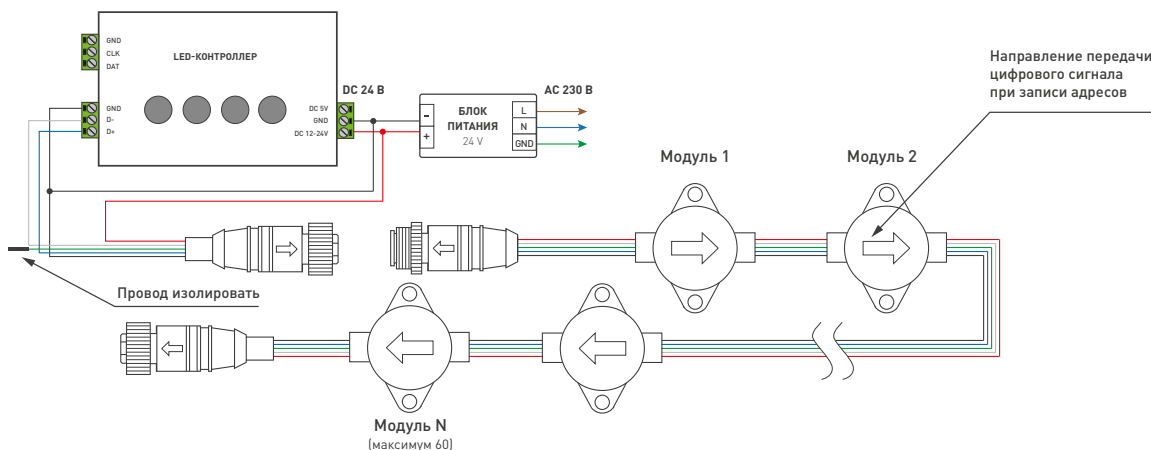 GND
CLK
DAT
LED-КОНТРОЛЛЕР
GND
D-
D+
DC 24 В
DC 5V
GND
DC 12-24V
-
+
БЛОК
ПИТАНИЯ
24 V
AC 230 В
L
N
GND
Направление передачи
цифрового сигнала
при записи адресов
Модуль 1
Модуль 2
Провод изолировать
Модуль N
(максимум 60)